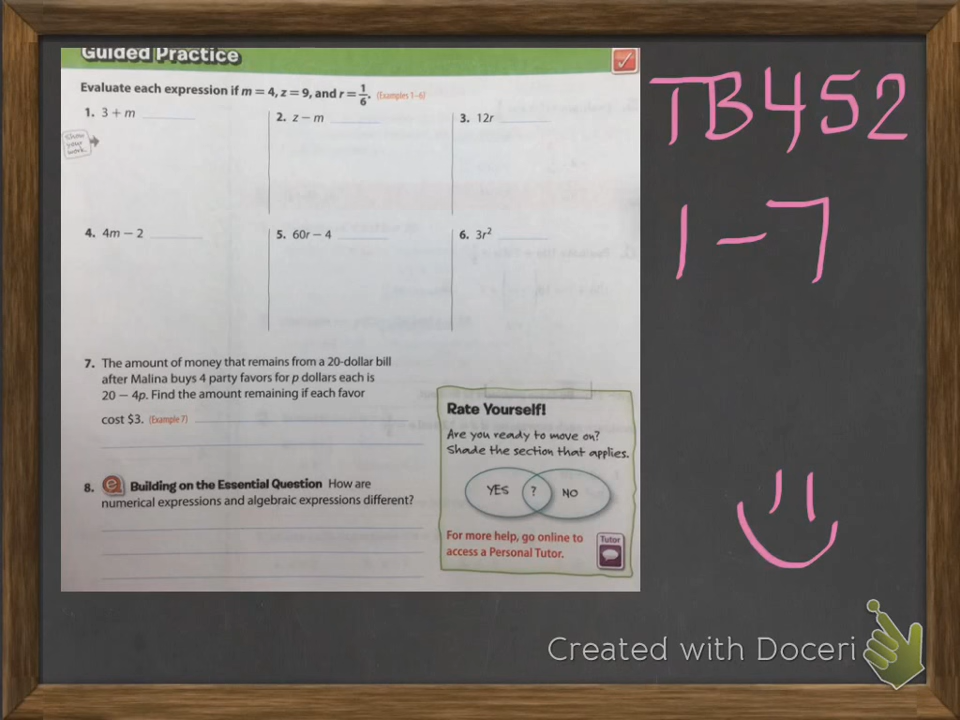 Guided Practice
Evaluate each expression if m = 4, z = 9, and r = 1/6. (Examples 1–6)
1. 3 + m
2. z − m
3. 12r
Show your work.
4. 4m − 2
5. 60r − 4
6. 3r²
7. The amount of money that remains from a 20-dollar bill
after Malina buys 4 party favors for p dollars each is
20 − 4p. Find the amount remaining if each favor
cost $3. (Example 7)
8. e Building on the Essential Question How are
numerical expressions and algebraic expressions different?
Rate Yourself!
Are you ready to move on?
Shade the section that applies.
YES ? NO
For more help, go online to
access a Personal Tutor.
Tutor
TB452
1-7
Created with Doceri